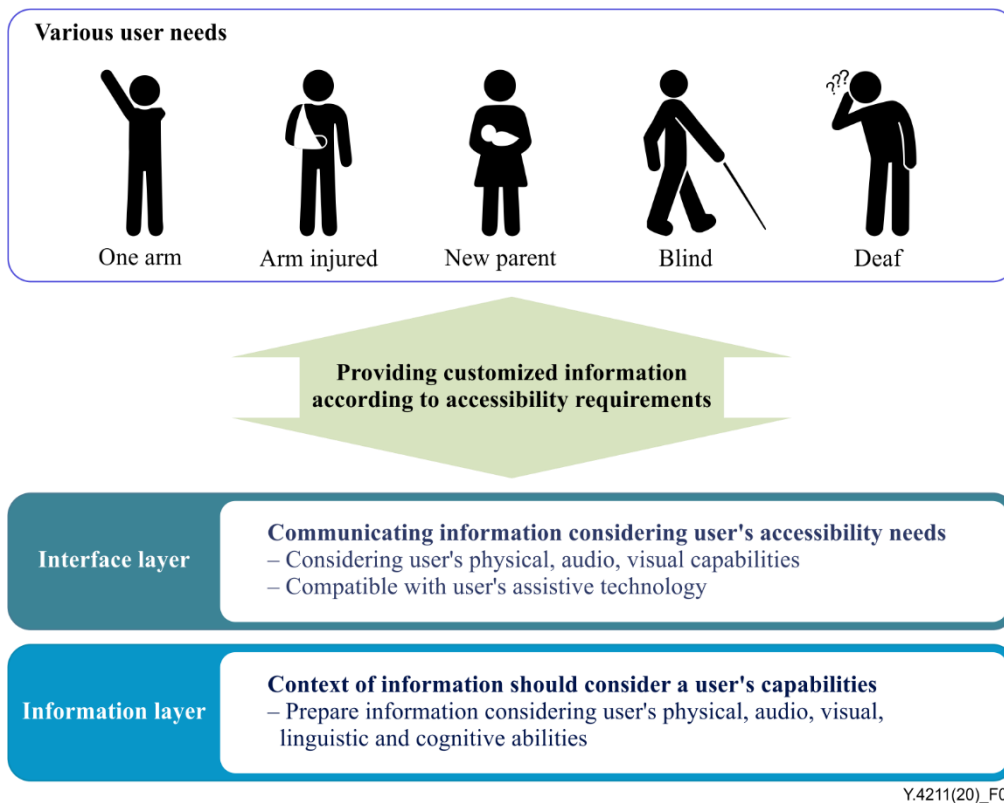 Various user needs
???
One arm
Arm injured
New parent
Blind
Deaf
Providing customized information
according to accessibility requirements
Interface layer
Communicating information considering user's accessibility needs
– Considering user's physical, audio, visual capabilities
– Compatible with user's assistive technology
Information layer
Context of information should consider a user's capabilities
– Prepare information considering user's physical, audio, visual,
linguistic and cognitive abilities